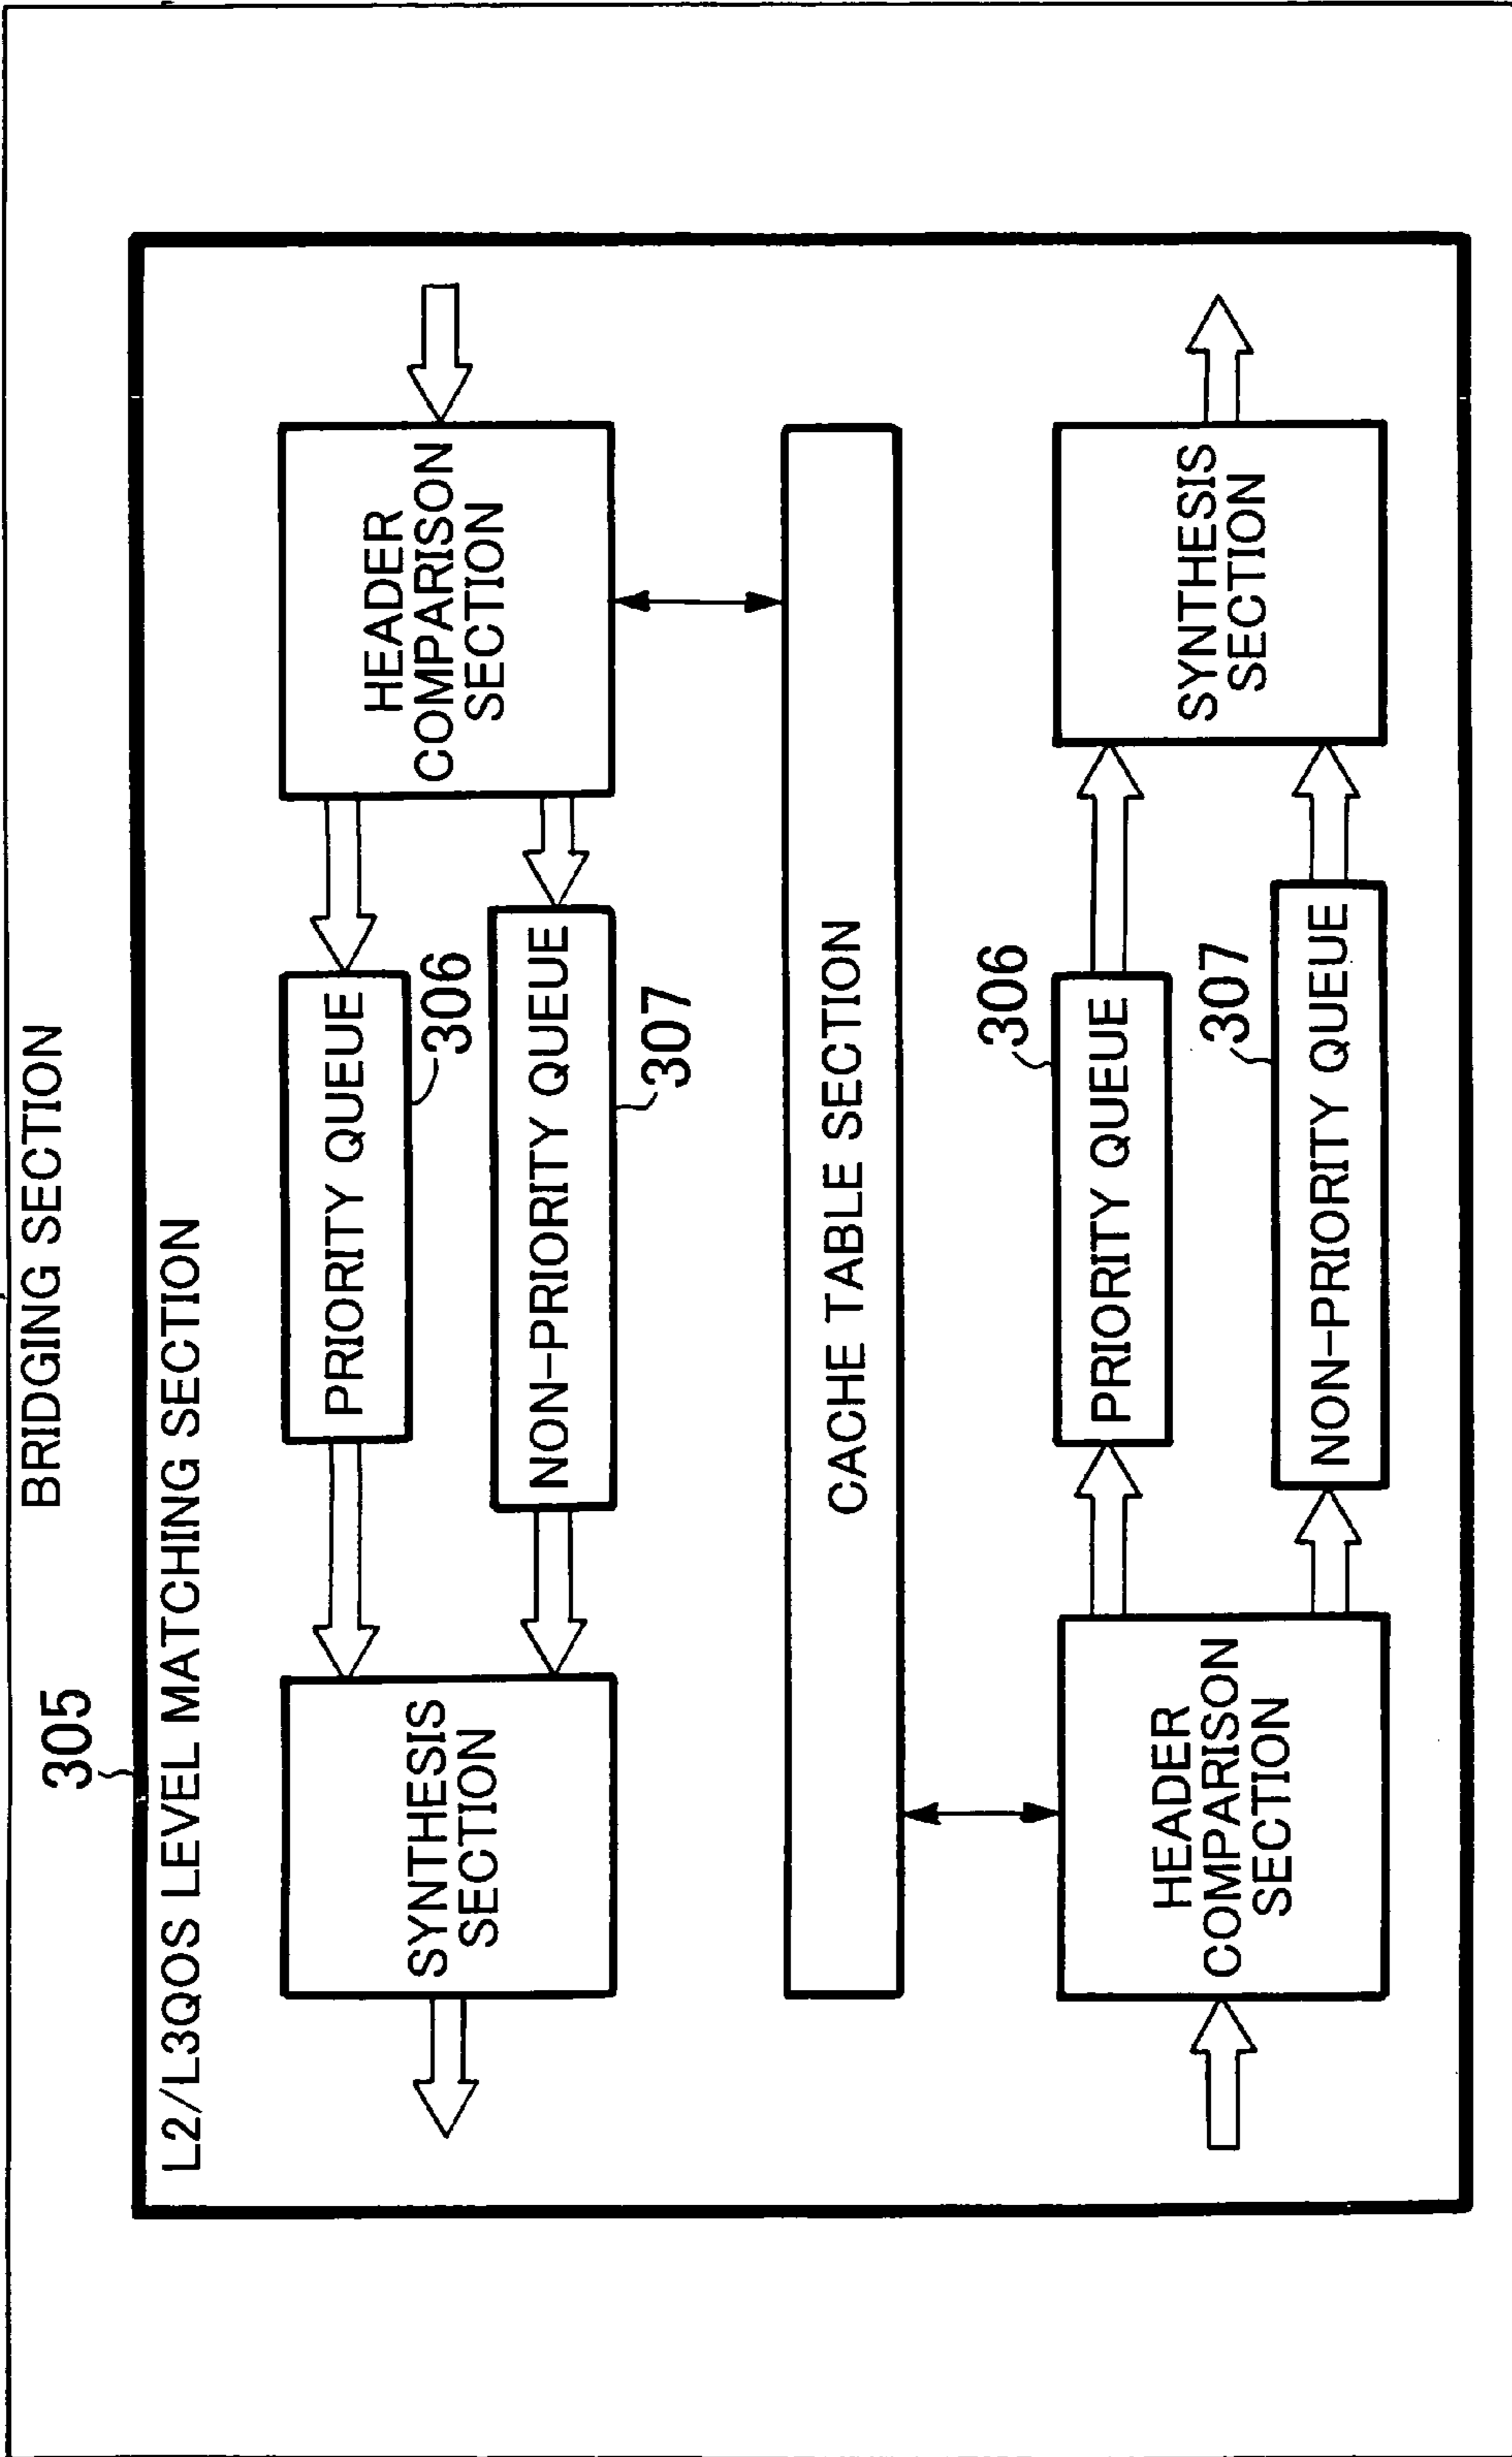 BRIDGING SECTION
305
L2/L3QOS LEVEL MATCHING SECTION
SYNTHESIS
SECTION
PRIORITY QUEUE
306
NON-PRIORITY QUEUE
307
HEADER
COMPARISON
SECTION
CACHE TABLE SECTION
HEADER
COMPARISON
SECTION
306
PRIORITY QUEUE
307
NON-PRIORITY QUEUE
SYNTHESIS
SECTION